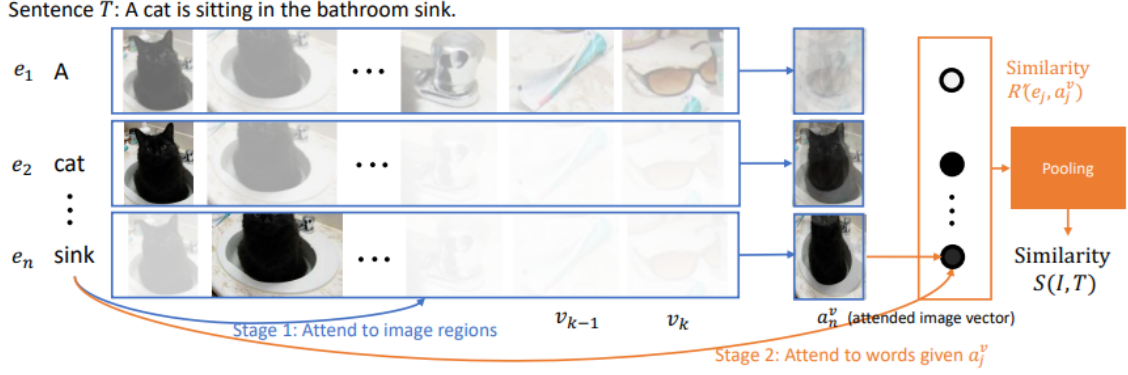 Sentence T: A cat is sitting in the bathroom sink.
e₁ A
Similarity
R′(eⱼ, aⱼᵛ)
e₂ cat
Pooling
eₙ sink
Similarity
S(I, T)
Stage 1: Attend to image regions
vₖ₋₁ vₖ
aₙᵛ (attended image vector)
Stage 2: Attend to words given aⱼᵛ